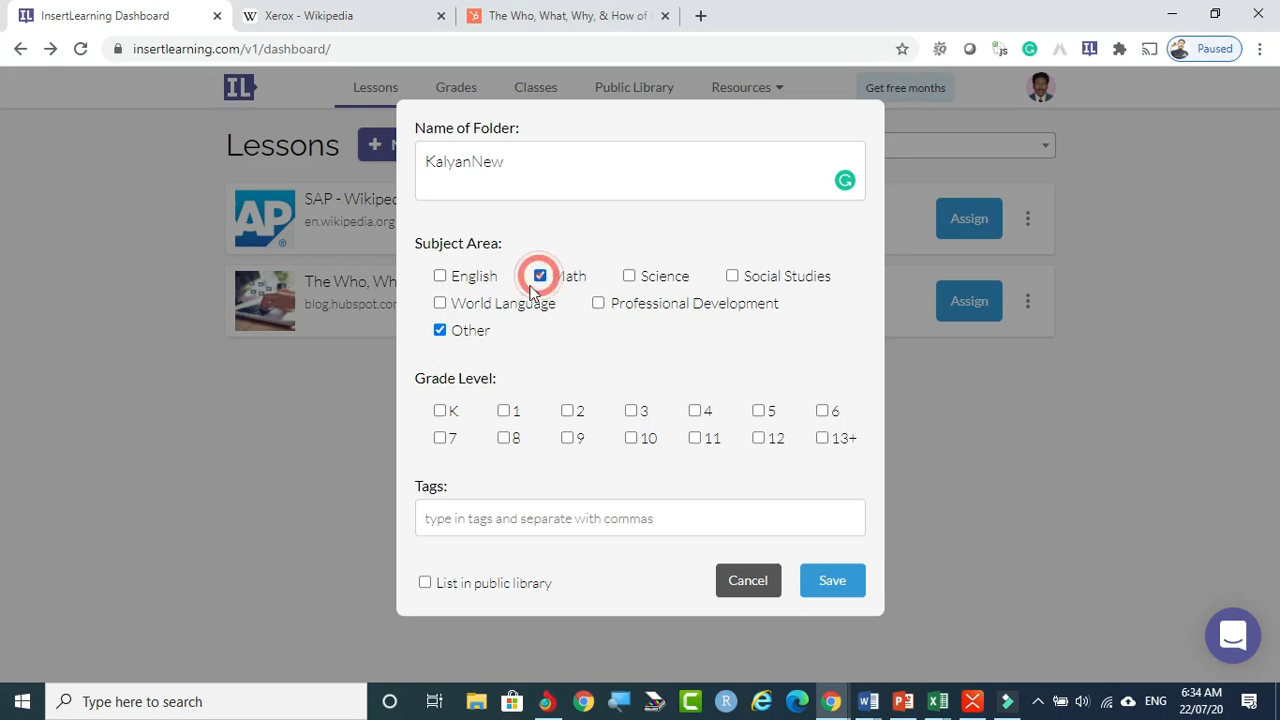 InsertLearning Dashboard
Xerox - Wikipedia
The Who, What, Why, & How of
insertlearning.com/v1/dashboard/
Paused
IL
Lessons
Grades
Classes
Public Library
Resources
Get free months
Lessons
Name of Folder:
KalyanNew
SAP - Wikiped
en.wikipedia.org
SAP
Assign
Subject Area:
English
Math
Science
Social Studies
The Who, Wh
blog.hubspot.com
Assign
World Language
Professional Development
Other
Grade Level:
K 1 2 3 4 5 6
7 8 9 10 11 12 13+
Tags:
type in tags and separate with commas
List in public library
Cancel
Save
Type here to search
ENG
6:34 AM
22/07/20